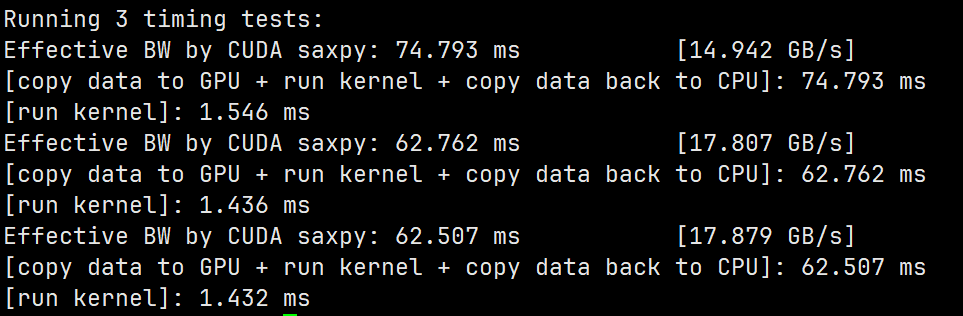 Running 3 timing tests:
Effective BW by CUDA saxpy: 74.793 ms          [14.942 GB/s]
[copy data to GPU + run kernel + copy data back to CPU]: 74.793 ms
[run kernel]: 1.546 ms
Effective BW by CUDA saxpy: 62.762 ms          [17.807 GB/s]
[copy data to GPU + run kernel + copy data back to CPU]: 62.762 ms
[run kernel]: 1.436 ms
Effective BW by CUDA saxpy: 62.507 ms          [17.879 GB/s]
[copy data to GPU + run kernel + copy data back to CPU]: 62.507 ms
[run kernel]: 1.432 ms